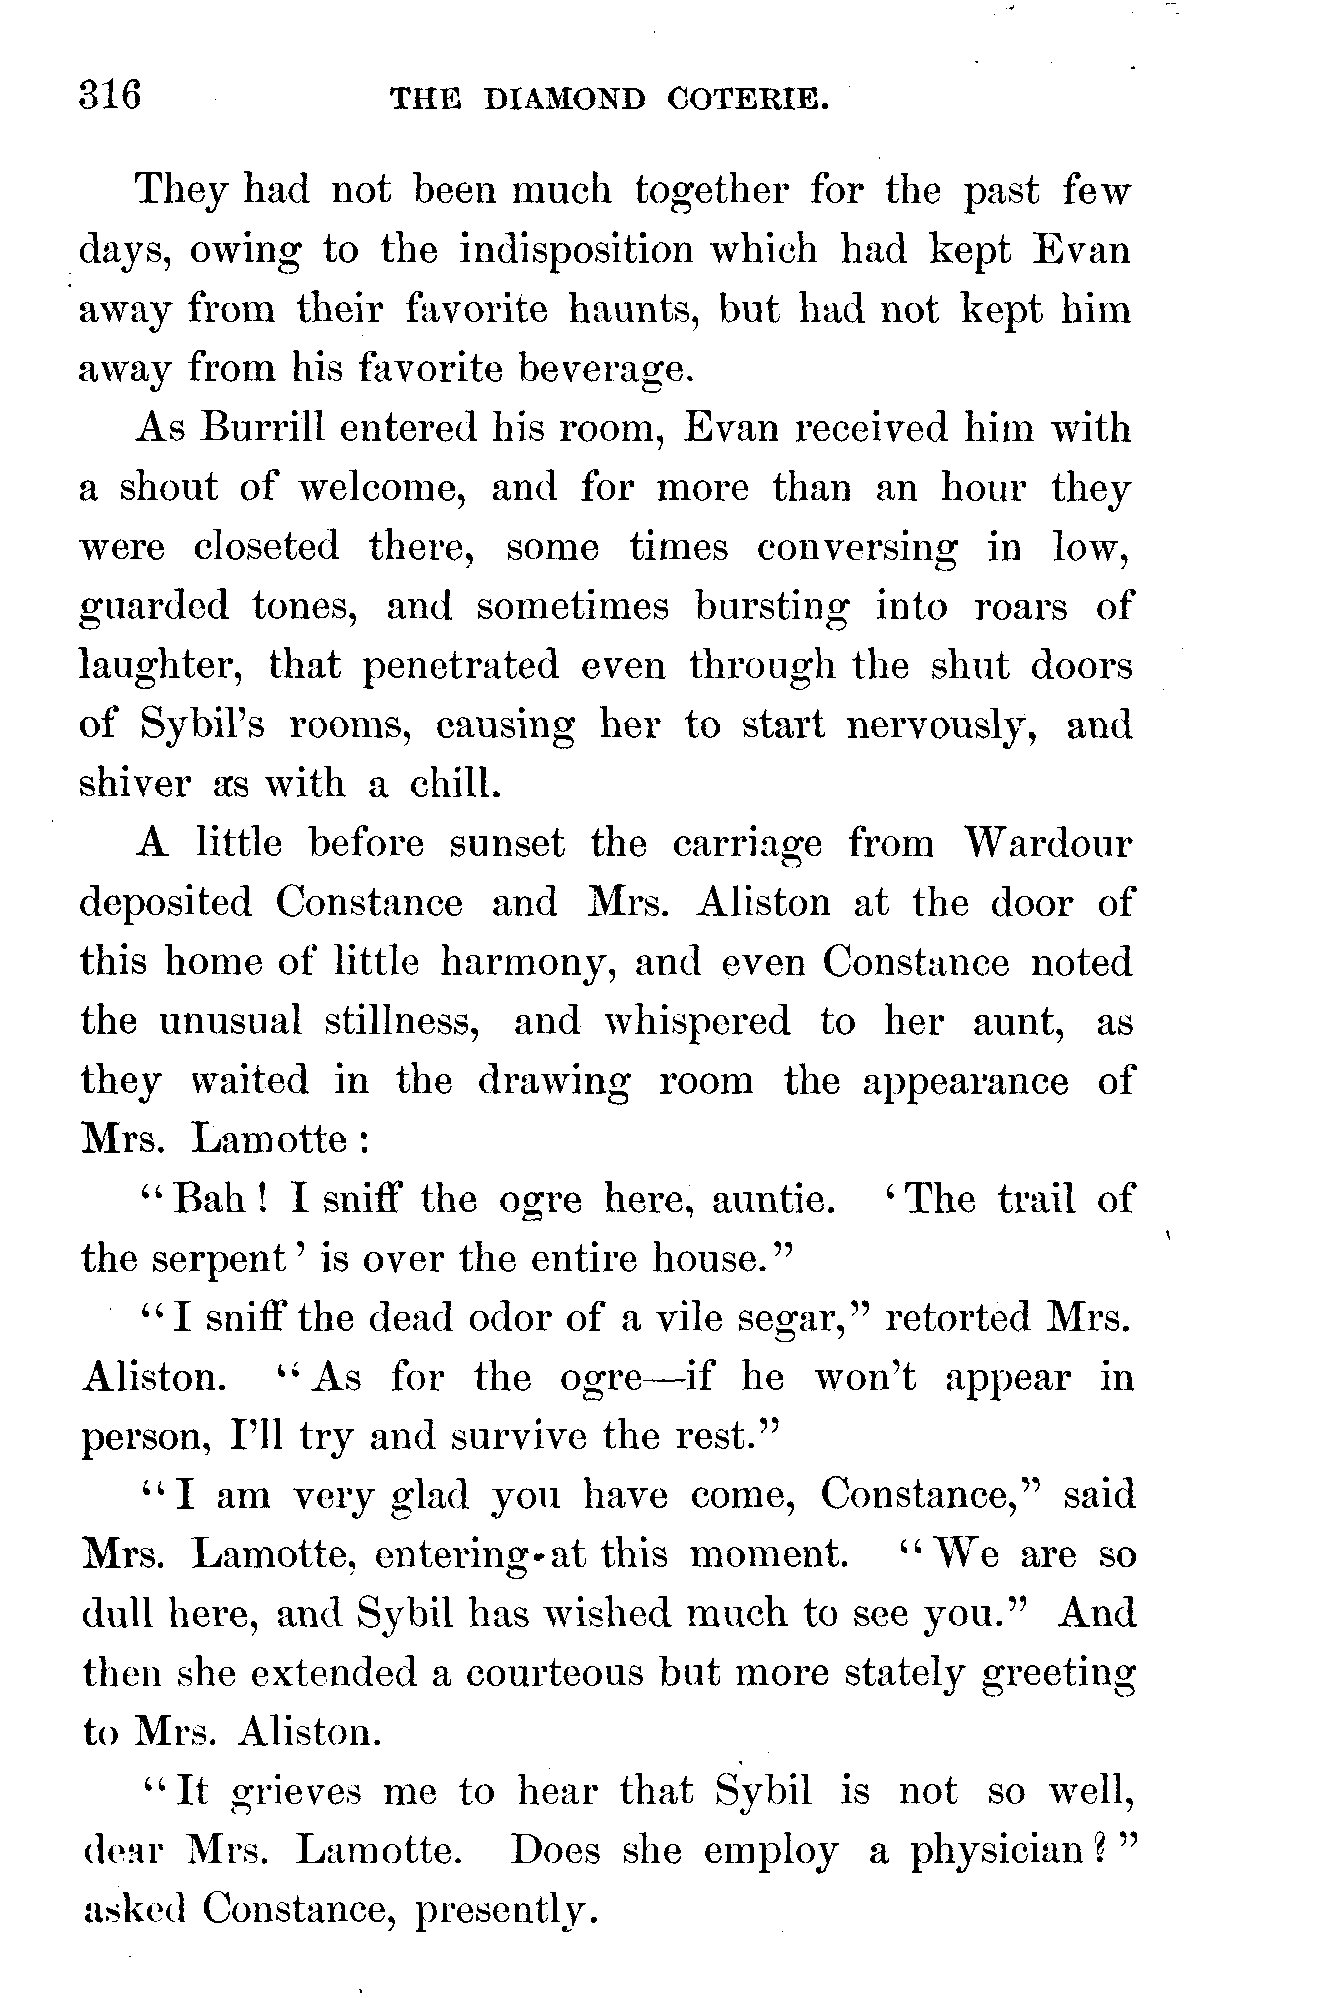 316 THE DIAMOND COTERIE.
They had not been much together for the past few
days, owing to the indisposition which had kept Evan
away from their favorite haunts, but had not kept him
away from his favorite beverage.
As Burrill entered his room, Evan received him with
a shout of welcome, and for more than an hour they
were closeted there, some times conversing in low,
guarded tones, and sometimes bursting into roars of
laughter, that penetrated even through the shut doors
of Sybil's rooms, causing her to start nervously, and
shiver as with a chill.
A little before sunset the carriage from Wardour
deposited Constance and Mrs. Aliston at the door of
this home of little harmony, and even Constance noted
the unusual stillness, and whispered to her aunt, as
they waited in the drawing room the appearance of
Mrs. Lamotte :
“ Bah ! I sniff the ogre here, auntie. ‘ The trail of
the serpent ’ is over the entire house.”
“ I sniff the dead odor of a vile segar,” retorted Mrs.
Aliston. “ As for the ogre—if he won't appear in
person, I'll try and survive the rest.”
“ I am very glad you have come, Constance,” said
Mrs. Lamotte, entering at this moment. “ We are so
dull here, and Sybil has wished much to see you.” And
then she extended a courteous but more stately greeting
to Mrs. Aliston.
“ It grieves me to hear that Sybil is not so well,
dear Mrs. Lamotte. Does she employ a physician ? ”
asked Constance, presently.